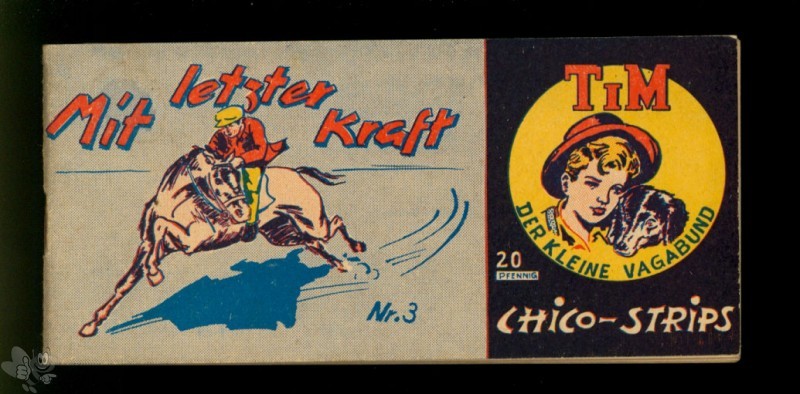 Mit letzter Kraft
Nr. 3
TiM
DER KLEINE VAGABUND
20
PFENNIG
CHiCO-STRiPS